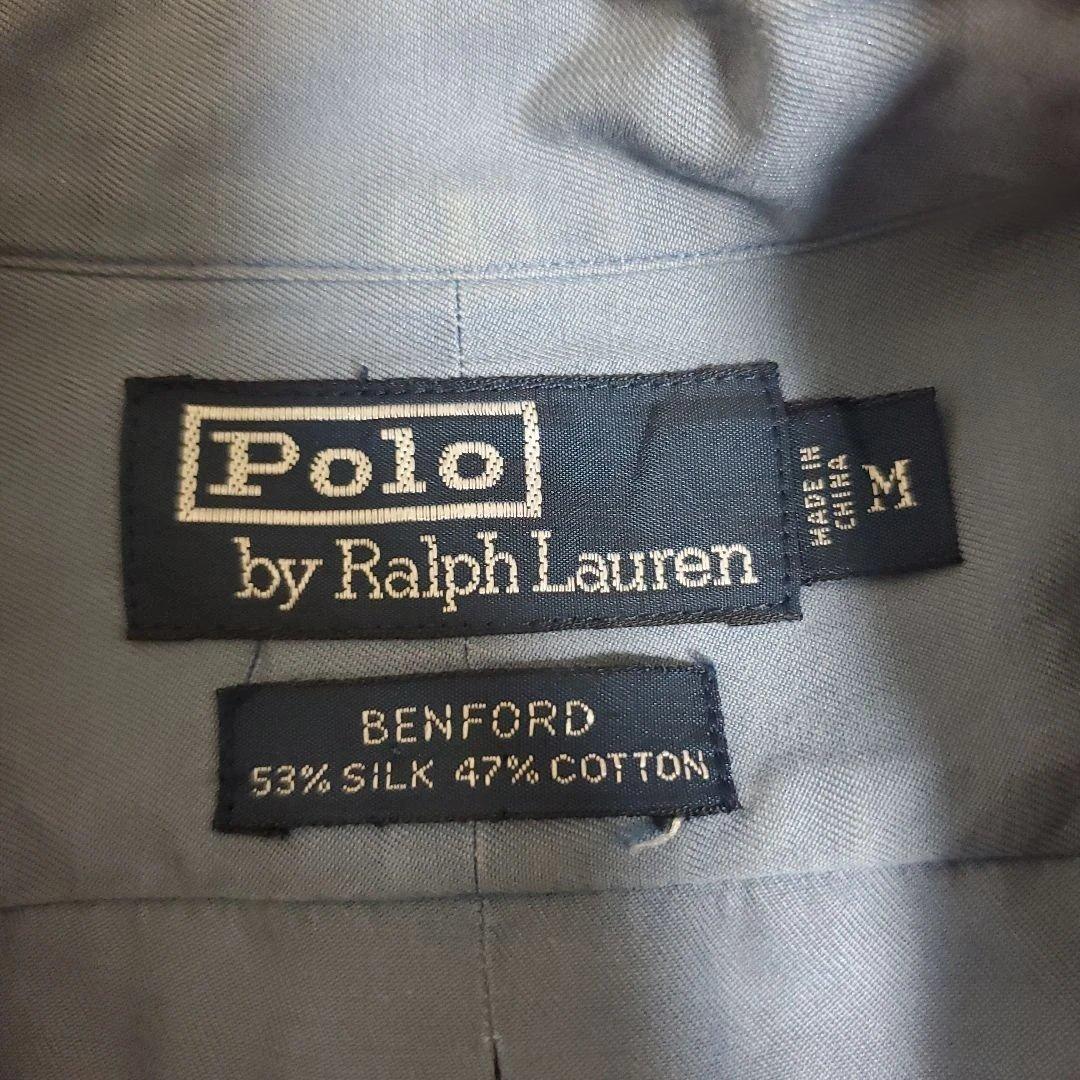 Polo
by Ralph Lauren
MADE IN
CHINA
M
BENFORD
53% SILK 47% COTTON